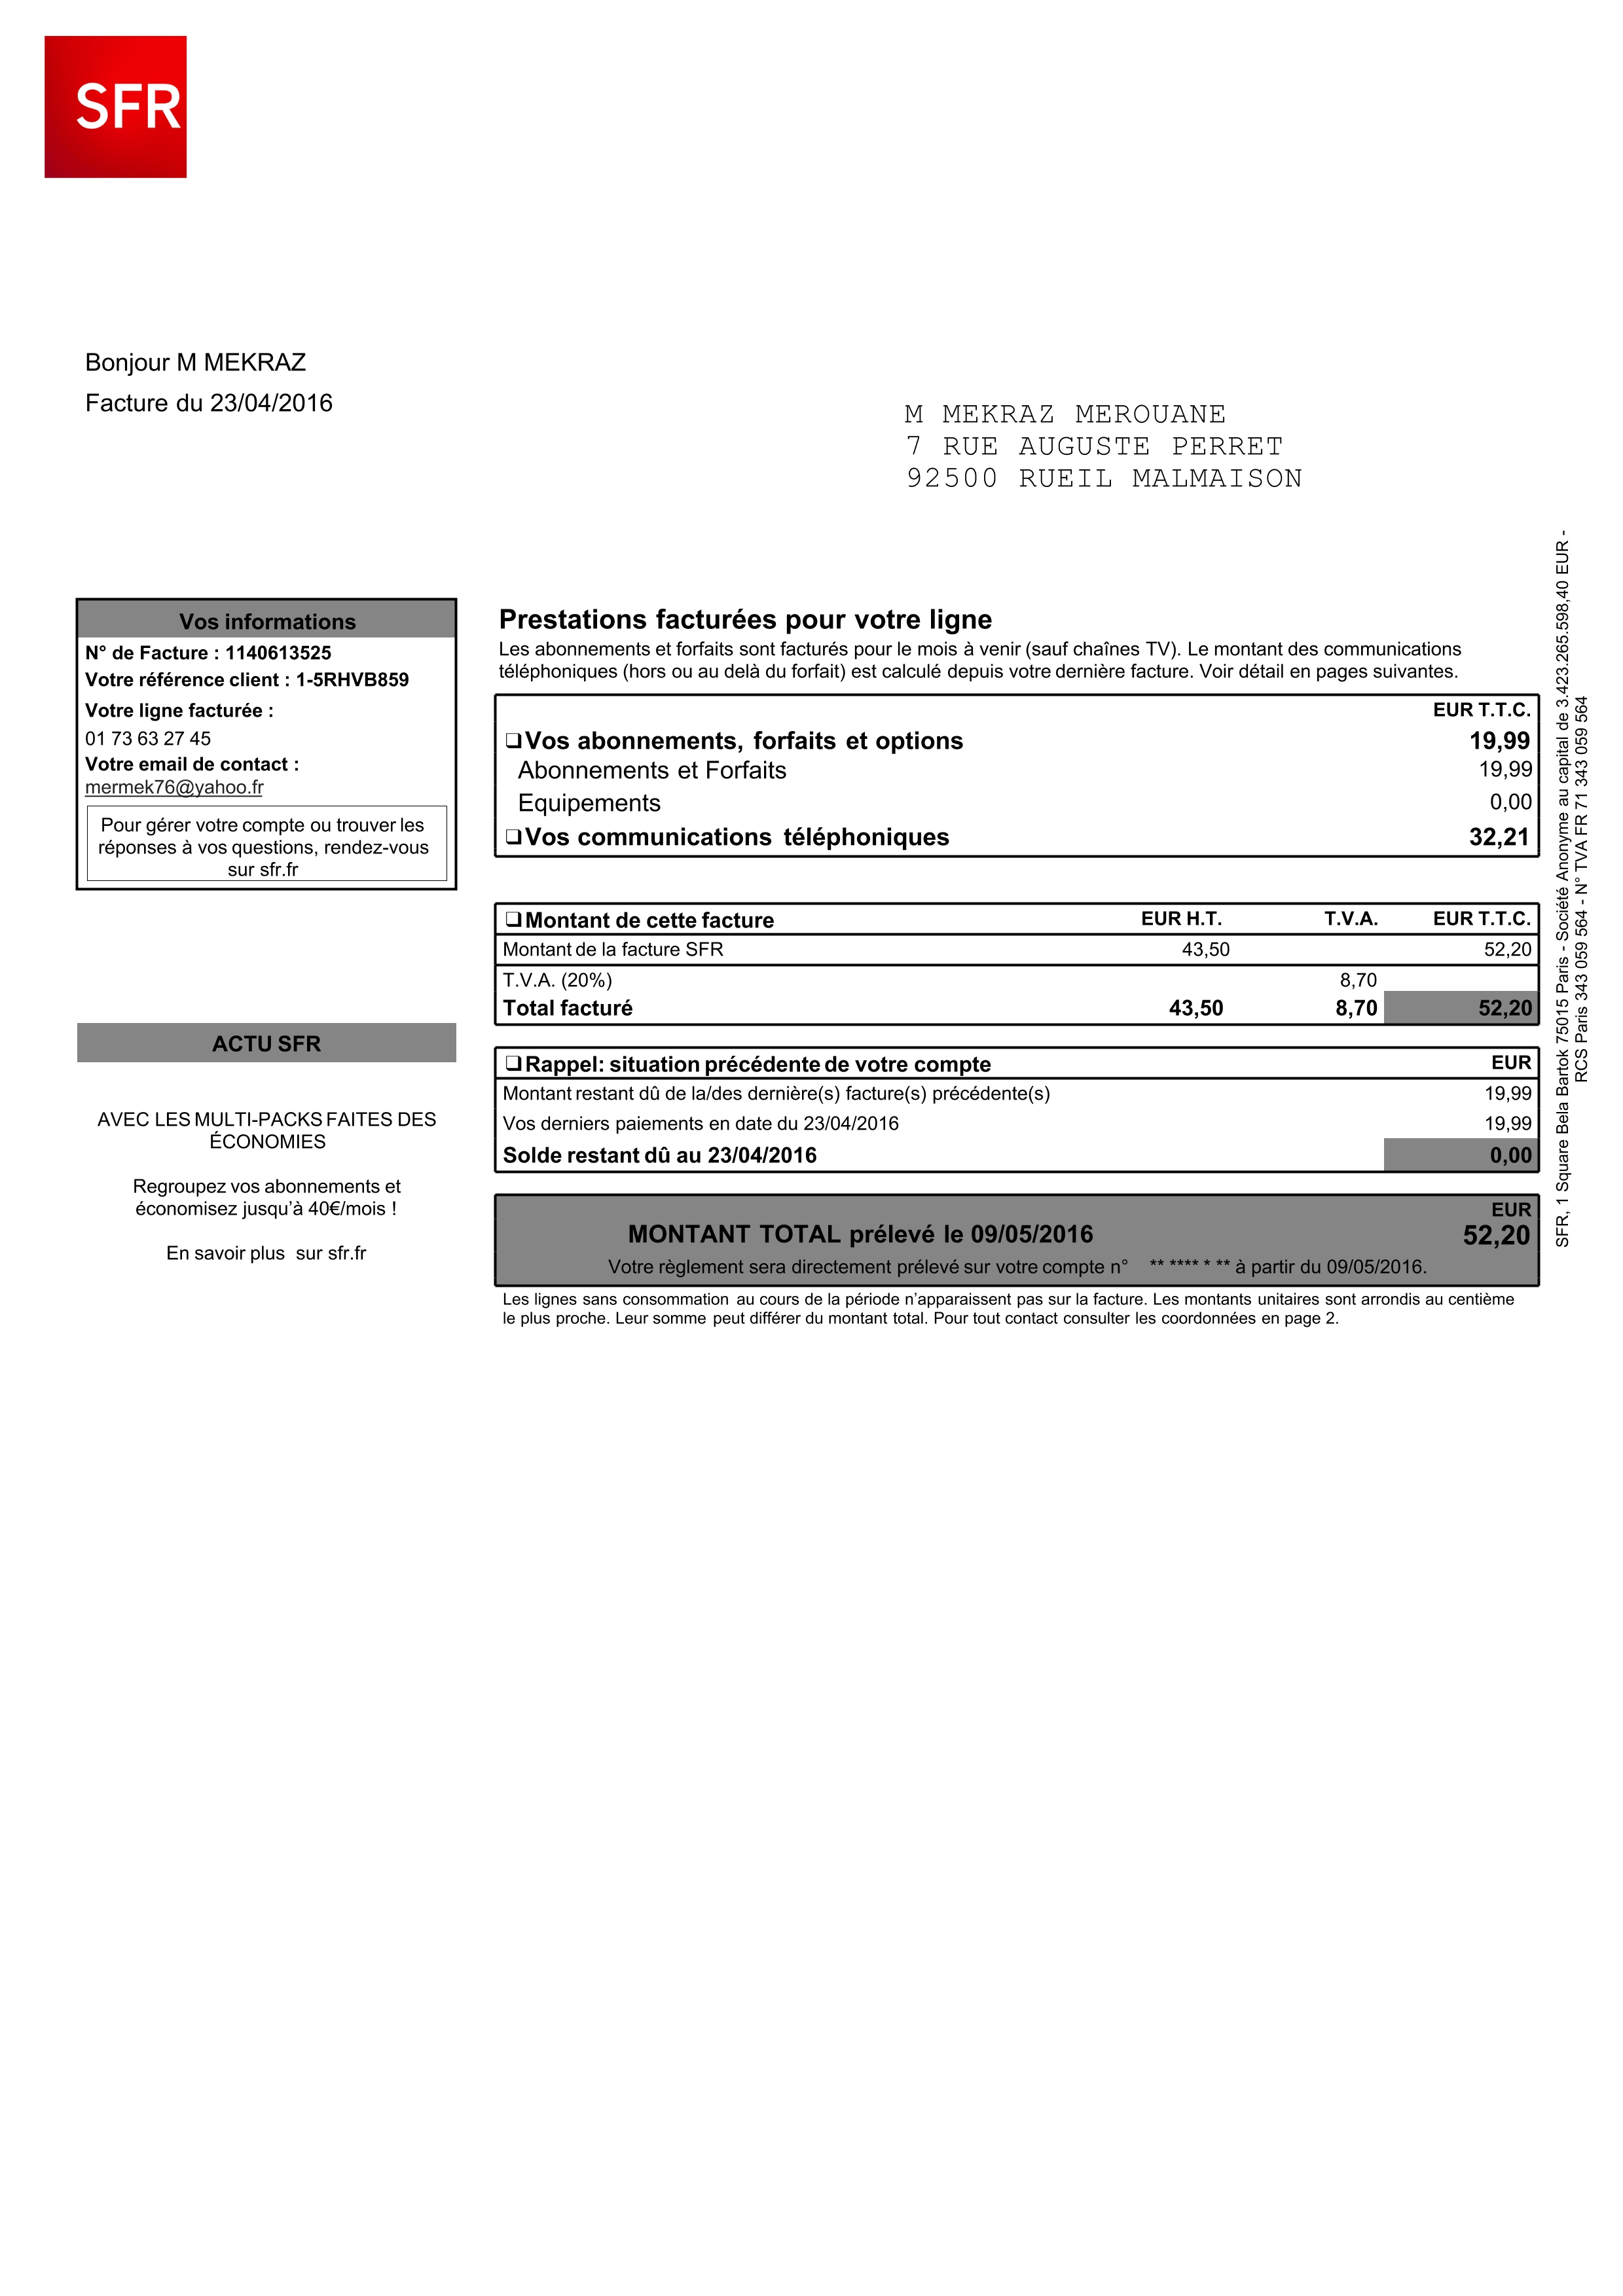 SFR
Bonjour M MEKRAZ
Facture du 23/04/2016
M MEKRAZ MEROUANE
7 RUE AUGUSTE PERRET
92500 RUEIL MALMAISON
Vos informations
N° de Facture : 1140613525
Votre référence client : 1-5RHVB859
Votre ligne facturée :
01 73 63 27 45
Votre email de contact :
mermek76@yahoo.fr
Pour gérer votre compte ou trouver les
réponses à vos questions, rendez-vous
sur sfr.fr
ACTU SFR
AVEC LES MULTI-PACKS FAITES DES
ÉCONOMIES
Regroupez vos abonnements et
économisez jusqu’à 40€/mois !
En savoir plus sur sfr.fr
Prestations facturées pour votre ligne
Les abonnements et forfaits sont facturés pour le mois à venir (sauf chaînes TV). Le montant des communications
téléphoniques (hors ou au delà du forfait) est calculé depuis votre dernière facture. Voir détail en pages suivantes.
EUR T.T.C.
❑Vos abonnements, forfaits et options 19,99
Abonnements et Forfaits 19,99
Equipements 0,00
❑Vos communications téléphoniques 32,21
❑Montant de cette facture EUR H.T. T.V.A. EUR T.T.C.
Montant de la facture SFR 43,50 52,20
T.V.A. (20%) 8,70
Total facturé 43,50 8,70 52,20
❑Rappel: situation précédente de votre compte EUR
Montant restant dû de la/des dernière(s) facture(s) précédente(s) 19,99
Vos derniers paiements en date du 23/04/2016 19,99
Solde restant dû au 23/04/2016 0,00
EUR
MONTANT TOTAL prélevé le 09/05/2016 52,20
Votre règlement sera directement prélevé sur votre compte n° ** **** * ** à partir du 09/05/2016.
Les lignes sans consommation au cours de la période n’apparaissent pas sur la facture. Les montants unitaires sont arrondis au centième
le plus proche. Leur somme peut différer du montant total. Pour tout contact consulter les coordonnées en page 2.
SFR, 1 Square Bela Bartok 75015 Paris - Société Anonyme au capital de 3.423.265.598,40 EUR -
RCS Paris 343 059 564 - N° TVA FR 71 343 059 564